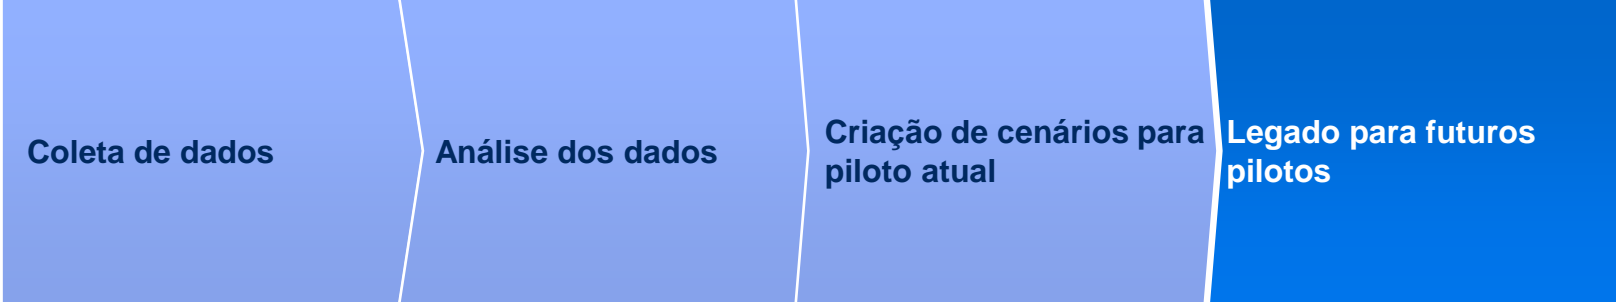 Coleta de dados
Análise dos dados
Criação de cenários para
piloto atual
Legado para futuros
pilotos